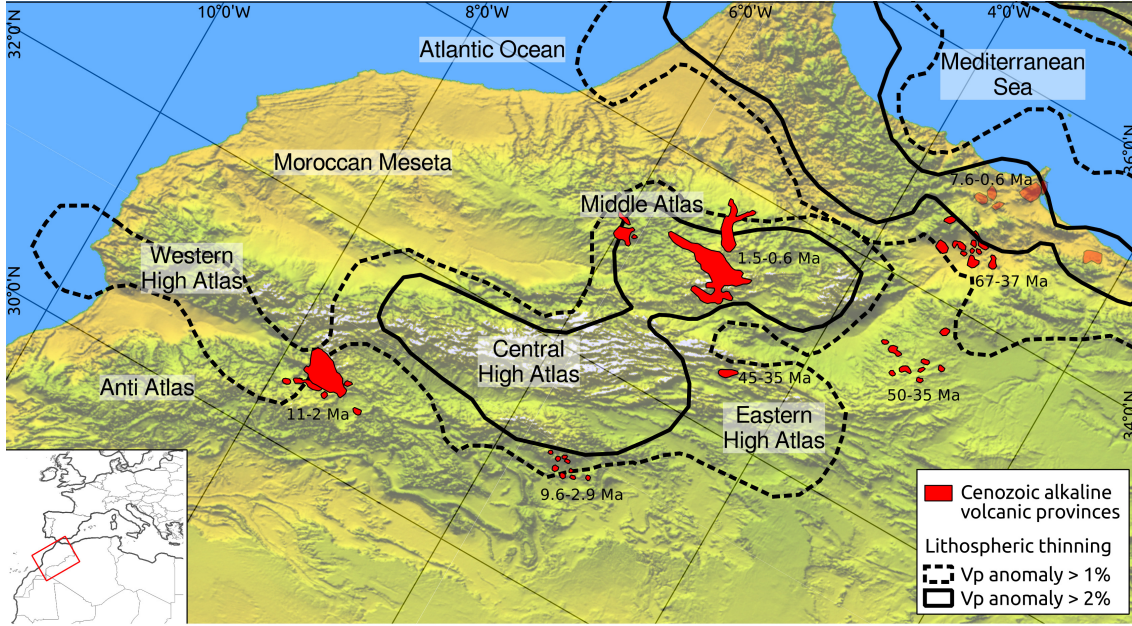 10°0'W
8°0'W
6°0'W
4°0'W
32°0'N
30°0'N
36°0'N
34°0'N
Atlantic Ocean
Mediterranean
Sea
Moroccan Meseta
7.6-0.6 Ma
Middle Atlas
Western
High Atlas
1.5-0.6 Ma
67-37 Ma
Central
High Atlas
Anti Atlas
45-35 Ma
50-35 Ma
11-2 Ma
Eastern
High Atlas
9.6-2.9 Ma
Cenozoic alkaline
volcanic provinces
Lithospheric thinning
Vp anomaly > 1%
Vp anomaly > 2%